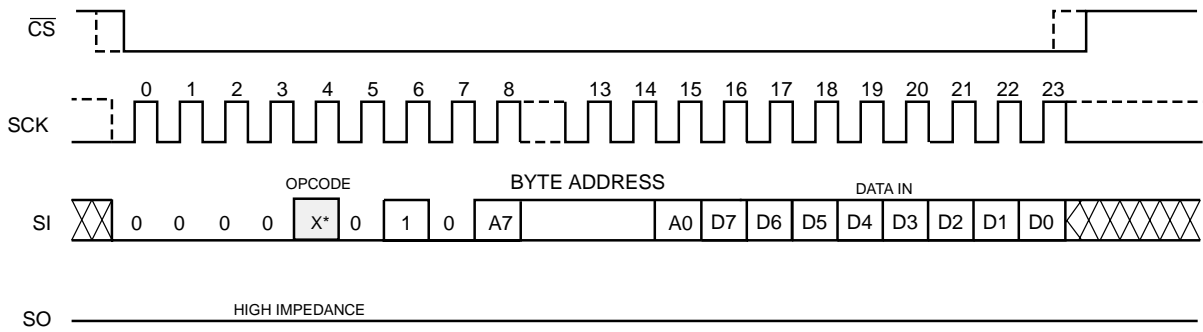 CS
0 1 2 3 4 5 6 7 8 13 14 15 16 17 18 19 20 21 22 23
SCK
OPCODE BYTE ADDRESS DATA IN
SI 0 0 0 0 X* 0 1 0 A7 A0 D7 D6 D5 D4 D3 D2 D1 D0
HIGH IMPEDANCE
SO